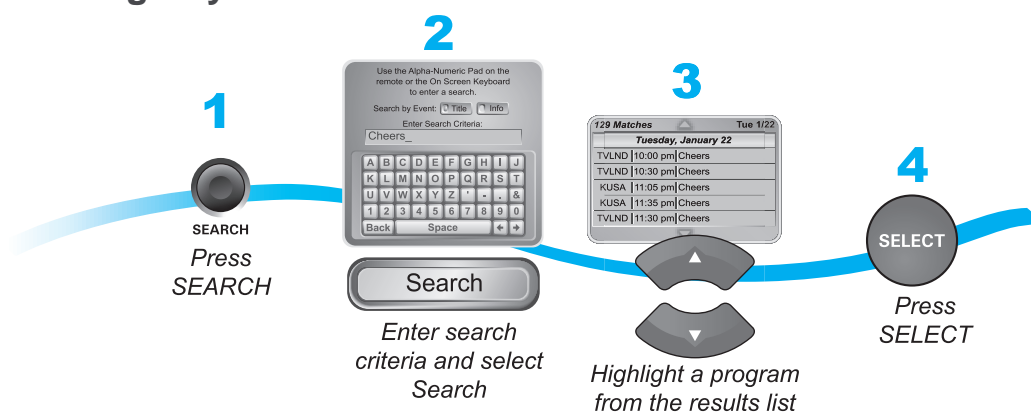 1
SEARCH
Press
SEARCH
2
Use the Alpha-Numeric Pad on the
remote or the On Screen Keyboard
to enter a search.
Search by Event: Title Info
Enter Search Criteria:
Cheers_
A B C D E F G H I J
K L M N O P Q R S T
U V W X Y Z ' - . &
1 2 3 4 5 6 7 8 9 0
Back Space
Search
Enter search
criteria and select
Search
3
129 Matches Tue 1/22
Tuesday, January 22
TVLND 10:00 pm Cheers
TVLND 10:30 pm Cheers
KUSA 11:05 pm Cheers
KUSA 11:35 pm Cheers
TVLND 11:30 pm Cheers
Highlight a program
from the results list
4
SELECT
Press
SELECT